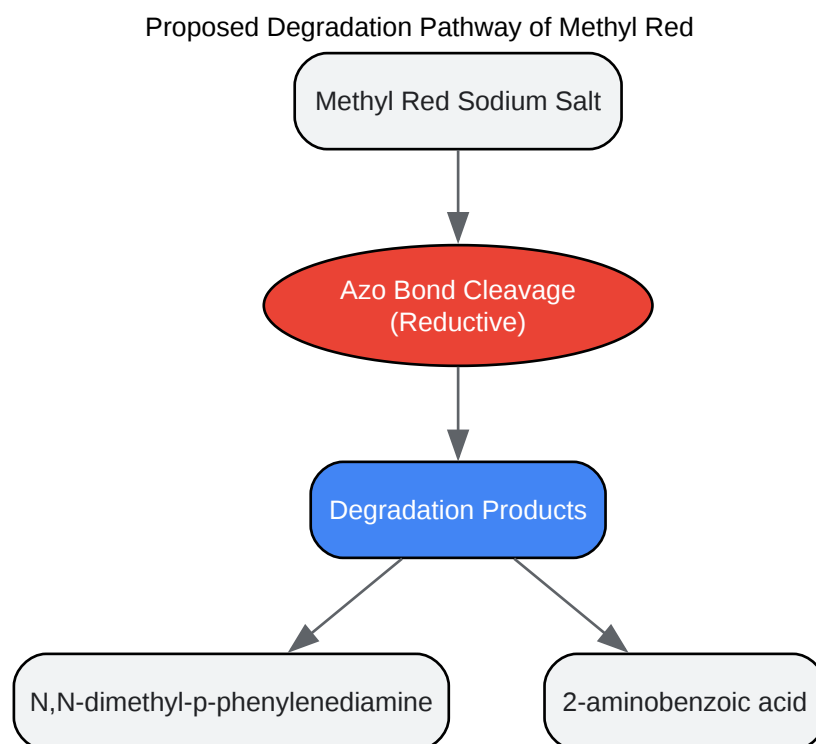 Proposed Degradation Pathway of Methyl Red
Methyl Red Sodium Salt
Azo Bond Cleavage
(Reductive)
Degradation Products
N,N-dimethyl-p-phenylenediamine
2-aminobenzoic acid